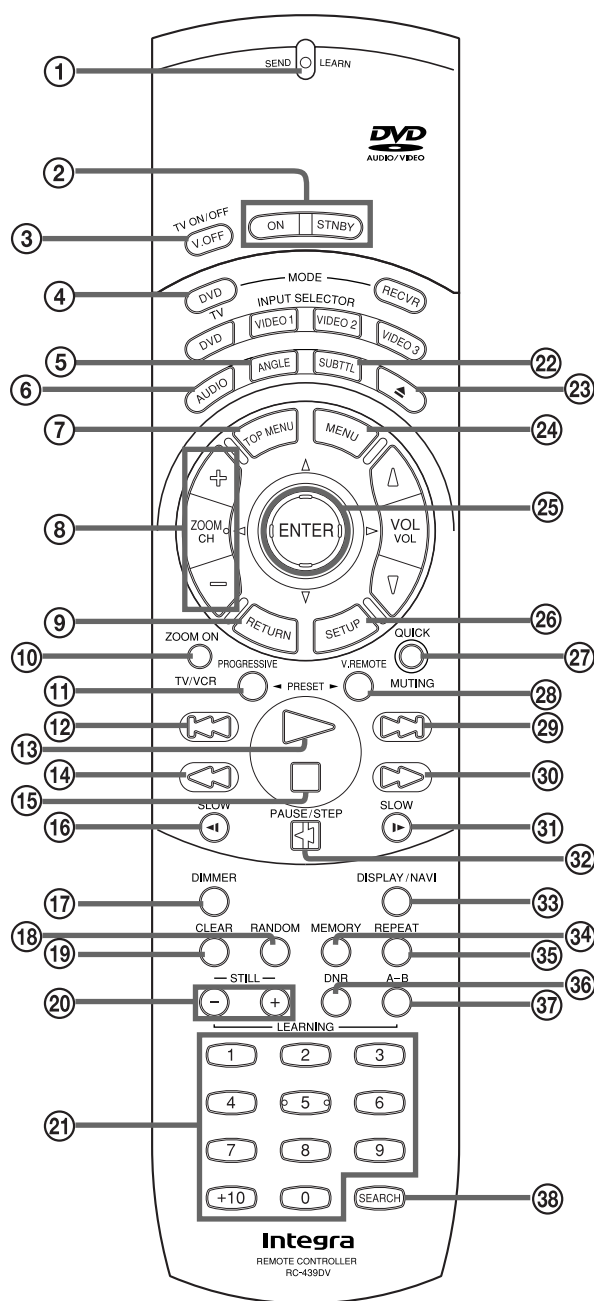 1 SEND LEARN
DVD
AUDIO/VIDEO
2
TV ON/OFF
3 V.OFF ON STNBY
MODE
4 DVD RECVR
TV INPUT SELECTOR
DVD VIDEO 1 VIDEO 2 VIDEO 3
5 ANGLE SUBTTL 22
6 AUDIO 23
7 TOP MENU MENU 24
25
8 ZOOM CH ENTER VOL VOL
9 RETURN SETUP 26
ZOOM ON QUICK
10 27
PROGRESSIVE V.REMOTE
TV/VCR PRESET MUTING
11 28
12 29
13
14 30
15
SLOW SLOW
16 PAUSE/STEP 31
32
DIMMER DISPLAY/NAVI
17 33
18 CLEAR RANDOM MEMORY REPEAT 34
19 35
STILL DNR A–B 36
20 – + 37
LEARNING
1 2 3
4 5 6
21
7 8 9
+10 0 SEARCH 38
Integra
REMOTE CONTROLLER
RC-439DV